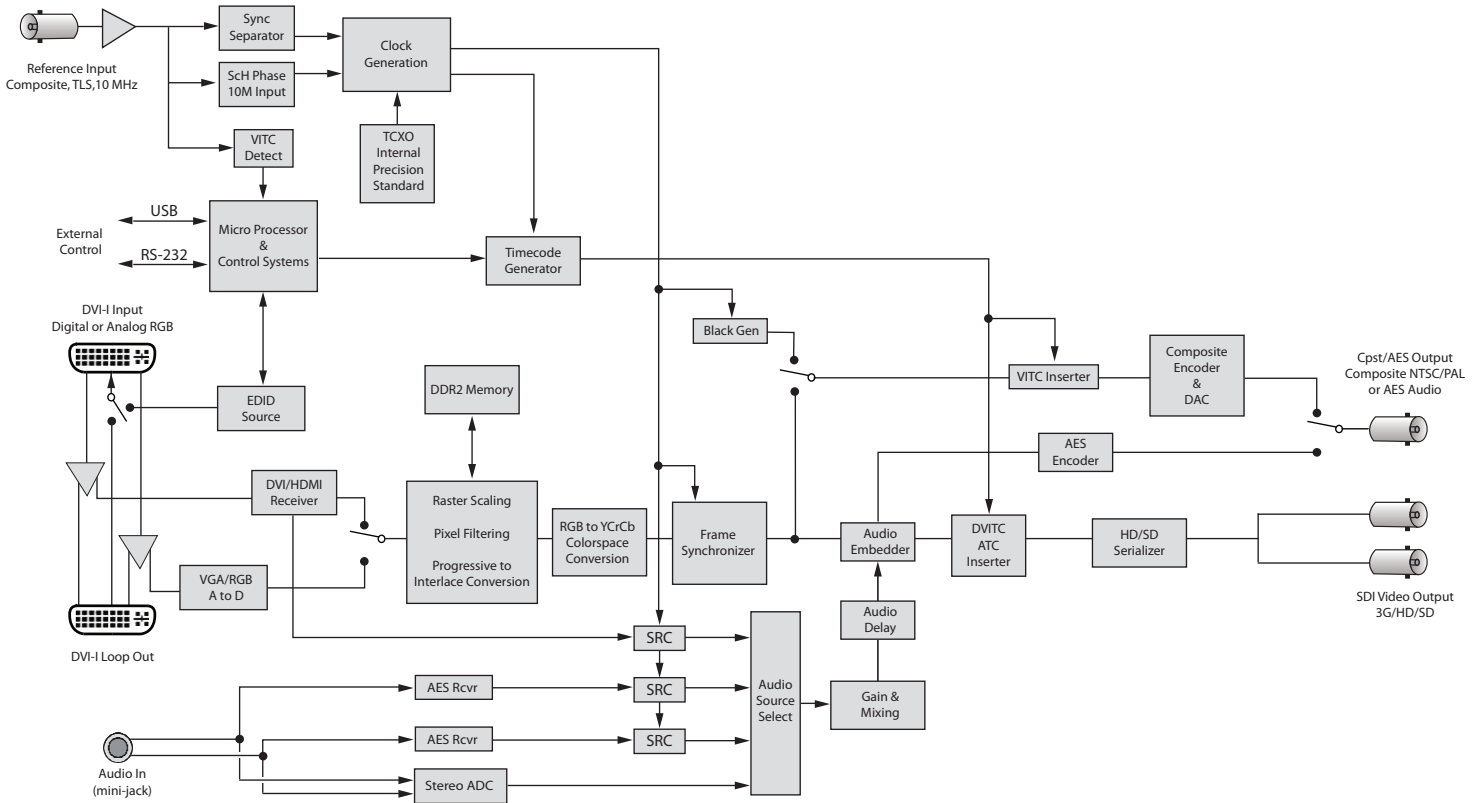 Reference Input
Composite, TLS,10 MHz
Sync
Separator
ScH Phase
10M Input
Clock
Generation
VITC
Detect
TCXO
Internal
Precision
Standard
External
Control
USB
RS-232
Micro Processor
&
Control Systems
Timecode
Generator
DVI-I Input
Digital or Analog RGB
EDID
Source
DDR2 Memory
Black Gen
VITC Inserter
Composite
Encoder
&
DAC
Cpst/AES Output
Composite NTSC/PAL
or AES Audio
AES
Encoder
DVI/HDMI
Receiver
VGA/RGB
A to D
Raster Scaling
Pixel Filtering
Progressive to
Interlace Conversion
RGB to YCrCb
Colorspace
Conversion
Frame
Synchronizer
Audio
Embedder
DVITC
ATC
Inserter
HD/SD
Serializer
SDI Video Output
3G/HD/SD
DVI-I Loop Out
Audio
Delay
SRC
SRC
SRC
Audio
Source
Select
Gain &
Mixing
AES Rcvr
AES Rcvr
Stereo ADC
Audio In
(mini-jack)